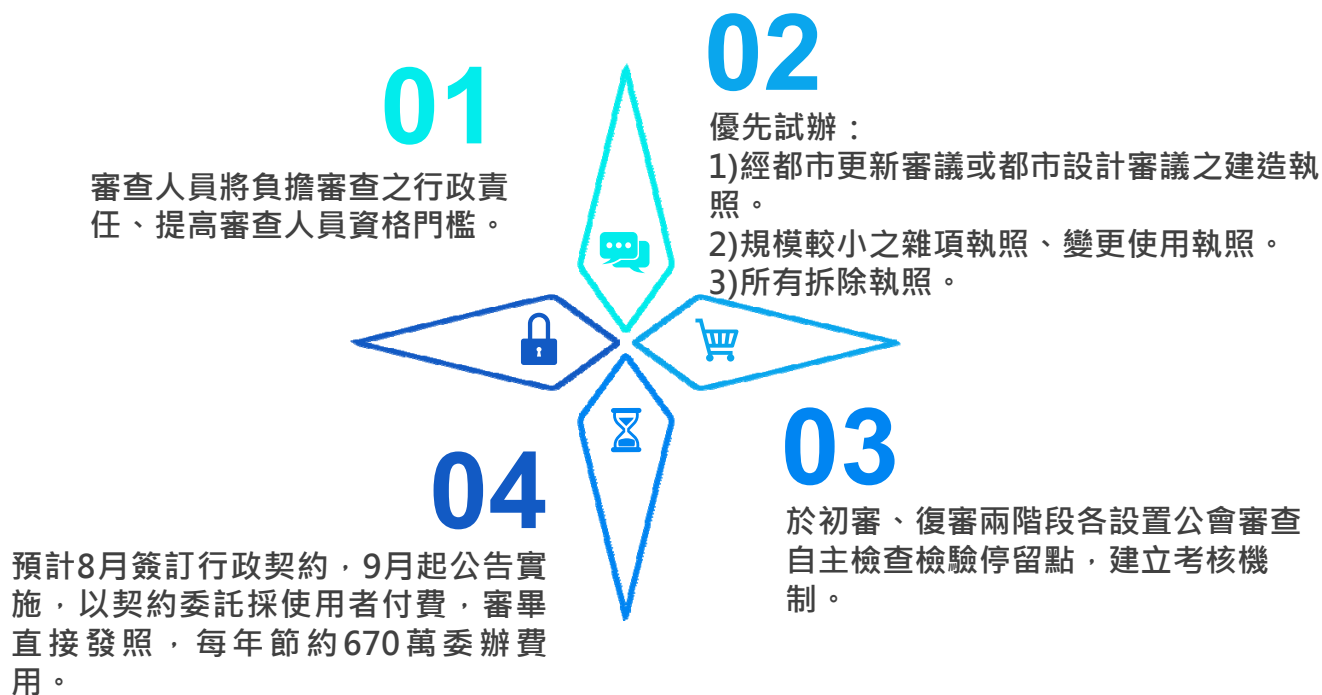 01
審查人員將負擔審查之行政責
任、提高審查人員資格門檻。
02
優先試辦：
1)經都市更新審議或都市設計審議之建造執
照。
2)規模較小之雜項執照、變更使用執照。
3)所有拆除執照。
03
於初審、復審兩階段各設置公會審查
自主檢查檢驗停留點，建立考核機
制。
04
預計8月簽訂行政契約，9月起公告實
施，以契約委託採使用者付費，審畢
直接發照，每年節約670萬委辦費
用。